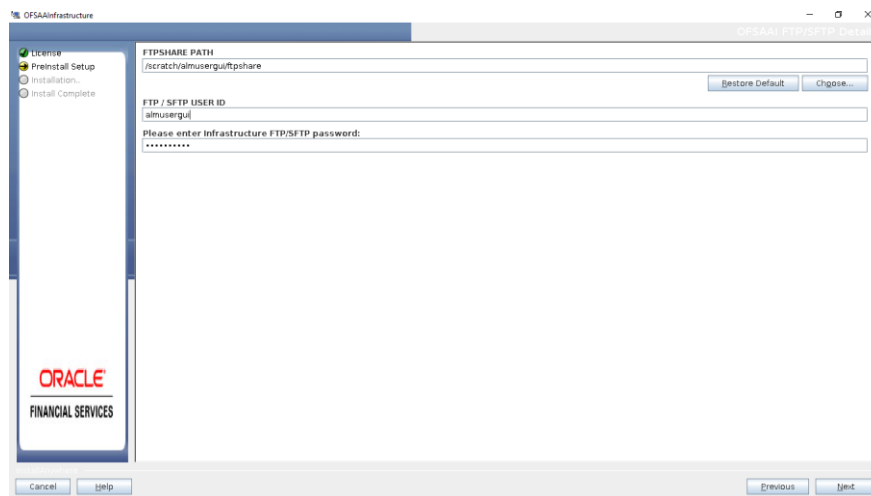 OFSAAInfrastructure
OFSAAI FTP/SFTP Detai
License
PreInstall Setup
Installation..
Install Complete
FTPSHARE PATH
/scratch/almusergui/ftpshare
Restore Default
Choose...
FTP / SFTP USER ID
almusergui
Please enter Infrastructure FTP/SFTP password:
••••••••••
ORACLE
FINANCIAL SERVICES
Cancel
Help
Previous
Next